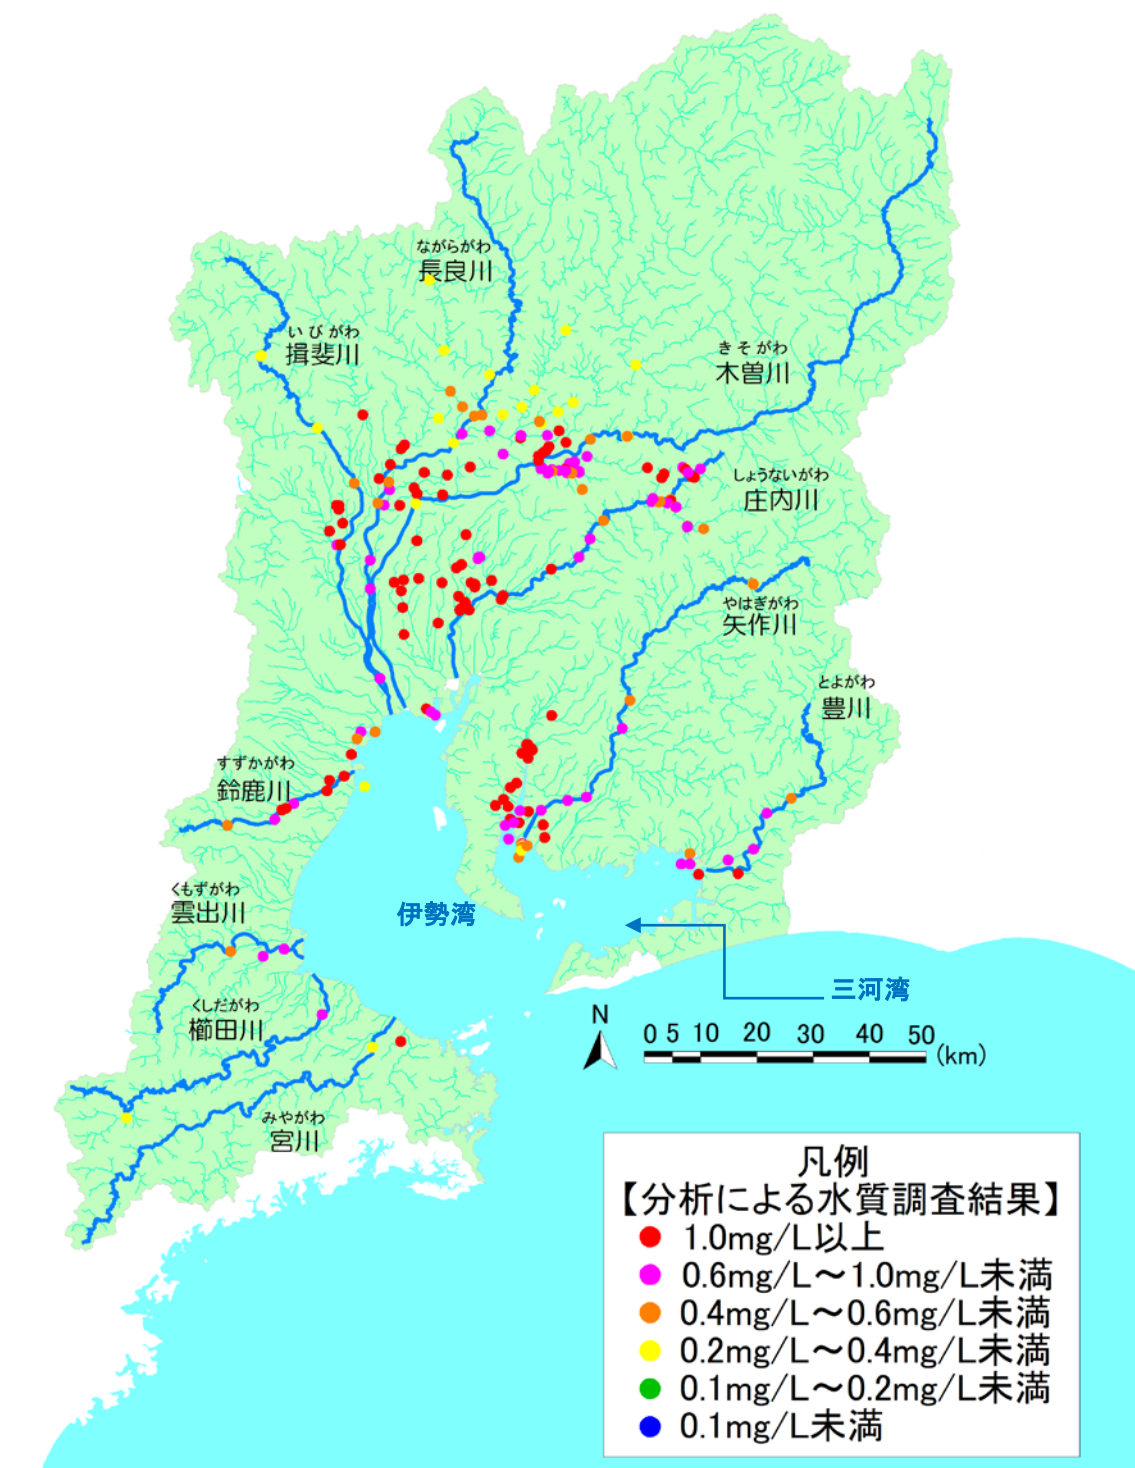 ながらがわ
長良川
いびがわ
揖斐川
きそがわ
木曽川
しょうないがわ
庄内川
やはぎがわ
矢作川
とよがわ
豊川
すずかがわ
鈴鹿川
くもずがわ
雲出川
伊勢湾
三河湾
くしだがわ
櫛田川
みやがわ
宮川
N
0 5 10 20 30 40 50
(km)
凡例
【分析による水質調査結果】
1.0mg/L以上
0.6mg/L～1.0mg/L未満
0.4mg/L～0.6mg/L未満
0.2mg/L～0.4mg/L未満
0.1mg/L～0.2mg/L未満
0.1mg/L未満